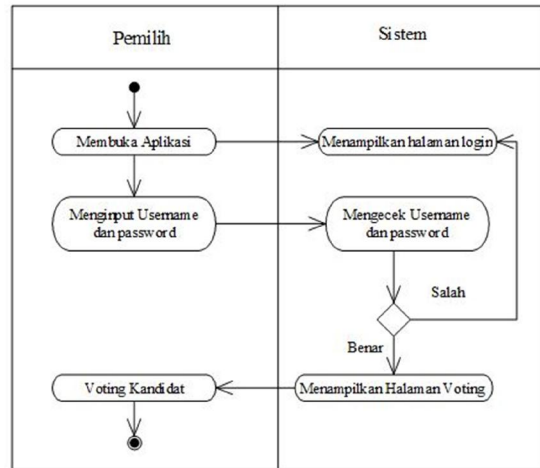 Pemilih
Sistem
Membuka Aplikasi
Menampilkan halaman login
Menginput Username
dan password
Mengecek Username
dan password
Salah
Benar
Voting Kandidat
Menampilkan Halaman Voting